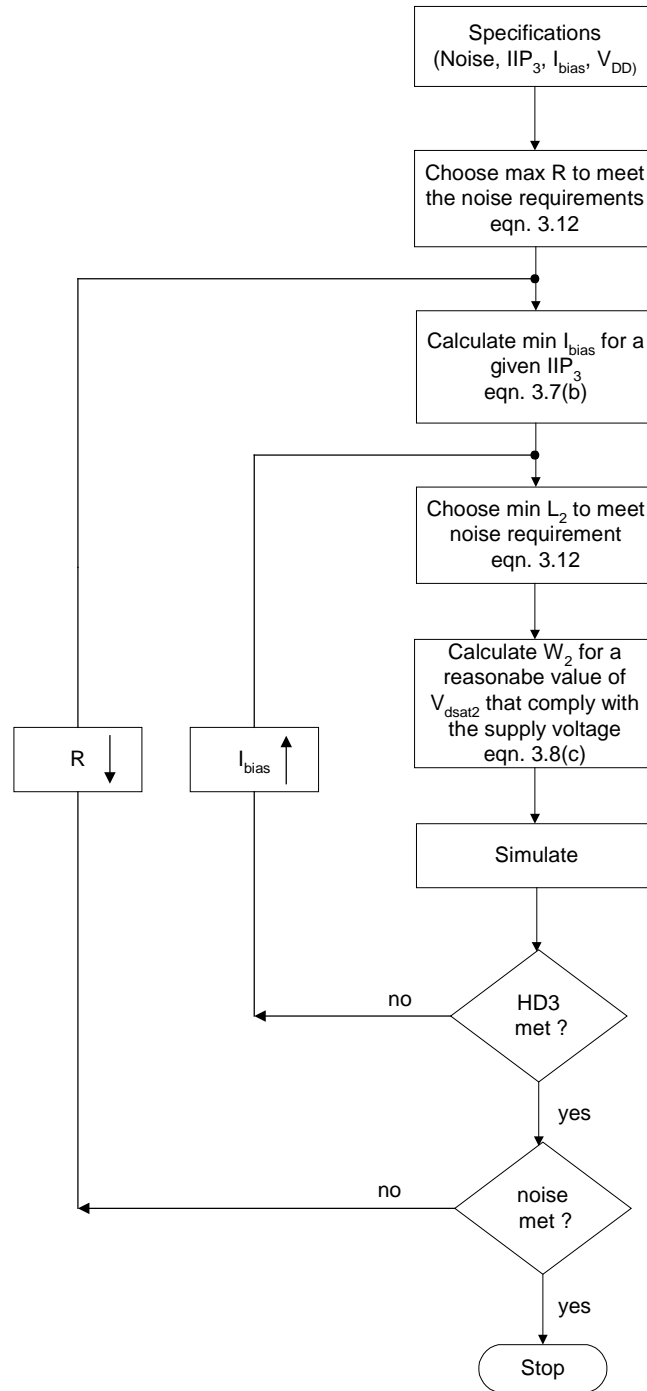 Specifications
(Noise, IIP3, Ibias, VDD)
Choose max R to meet
the noise requirements
eqn. 3.12
Calculate min Ibias for a
given IIP3
eqn. 3.7(b)
Choose min L2 to meet
noise requirement
eqn. 3.12
Calculate W2 for a
reasonabe value of
Vdsat2 that comply with
the supply voltage
eqn. 3.8(c)
R
Ibias
Simulate
HD3
met ?
no
yes
noise
met ?
no
yes
Stop